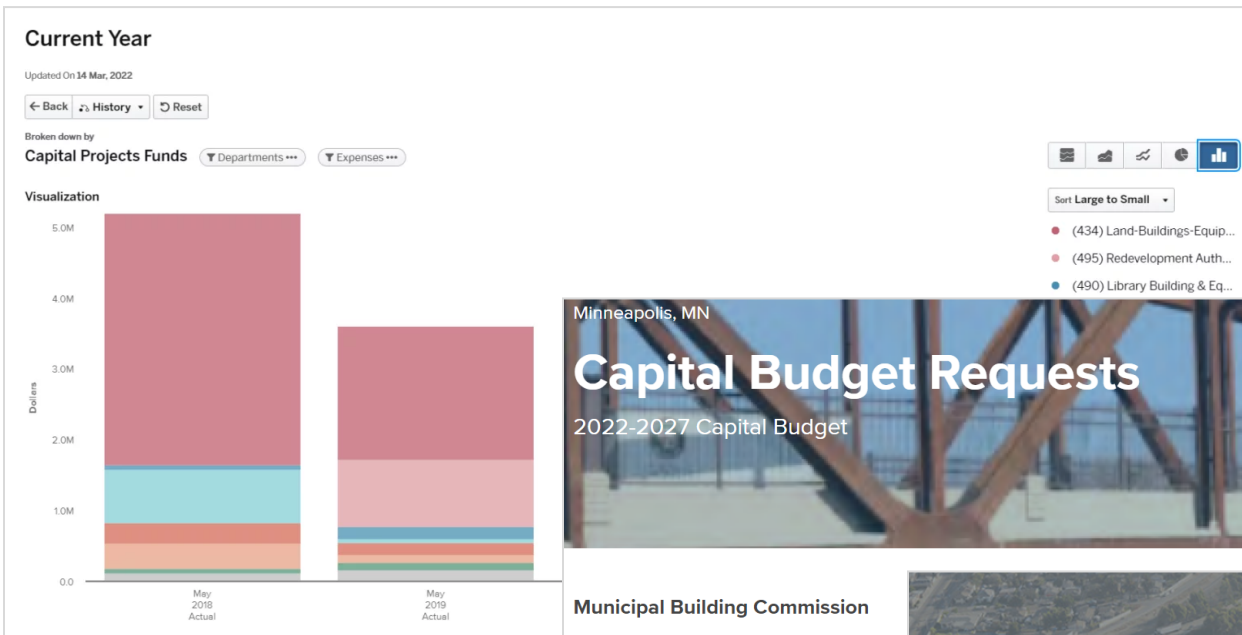 Current Year
Updated On 14 Mar, 2022
← Back
History
Reset
Broken down by
Capital Projects Funds
Departments •••
Expenses •••
Visualization
Sort Large to Small
(434) Land-Buildings-Equip...
(495) Redevelopment Auth...
(490) Library Building & Eq...
Dollars
5.0M
4.0M
3.0M
2.0M
1.0M
0.0
May
2018
Actual
May
2019
Actual
Minneapolis, MN
Capital Budget Requests
2022-2027 Capital Budget
Municipal Building Commission